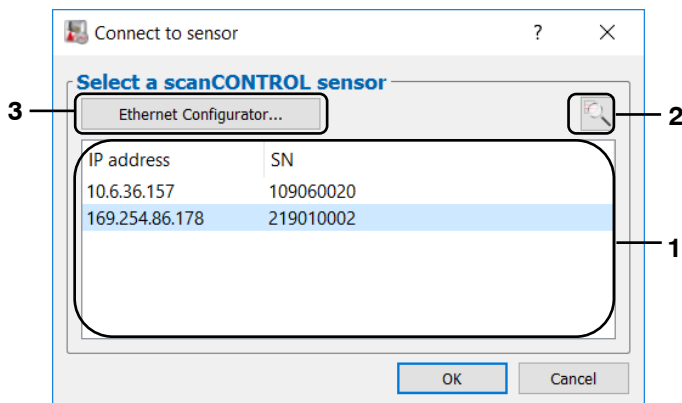 Connect to sensor ?
Select a scanCONTROL sensor
3 Ethernet Configurator... 2
IP address SN
10.6.36.157 109060020
169.254.86.178 219010002
1
OK Cancel